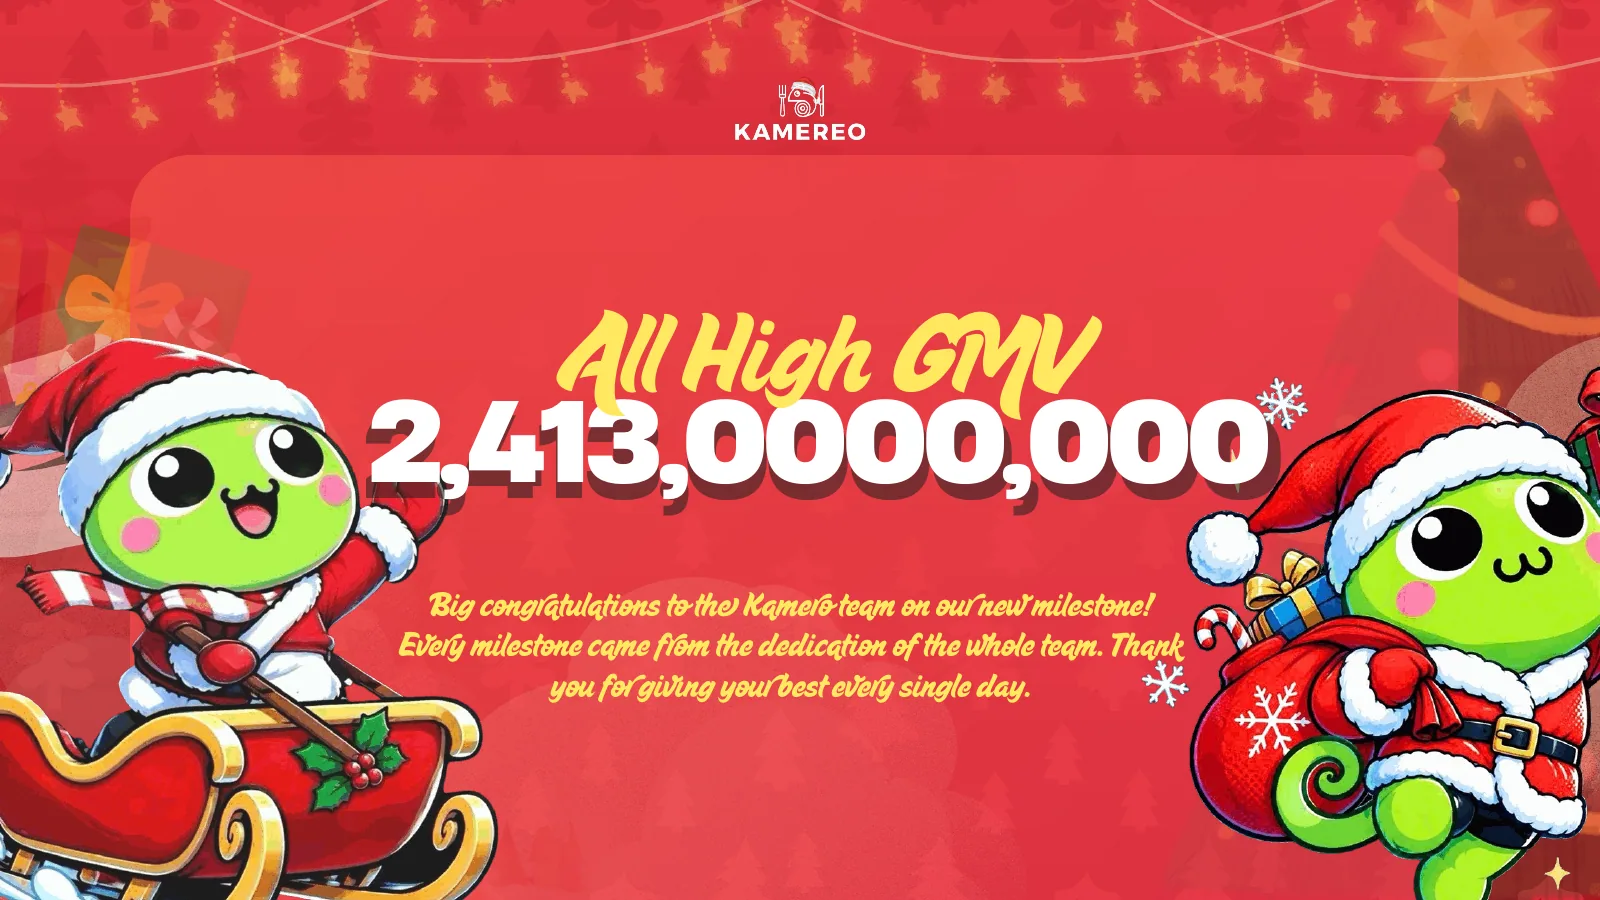 KAMEREO
All High GMV
2,413,0000,000
Big congratulations to the Kamero team on our new milestone!
Every milestone came from the dedication of the whole team. Thank
you for giving your best every single day.